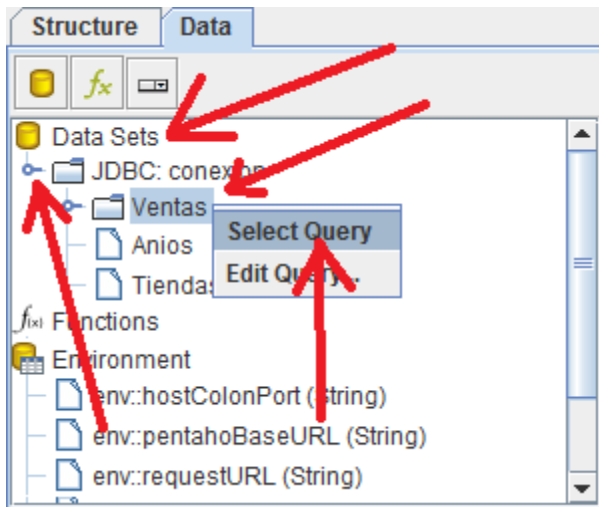 Structure Data
fx
Data Sets
JDBC: conexion
Ventas
Select Query
Anios
Edit Query...
Tiendas
f(x) Functions
Environment
env::hostColonPort (String)
env::pentahoBaseURL (String)
env::requestURL (String)